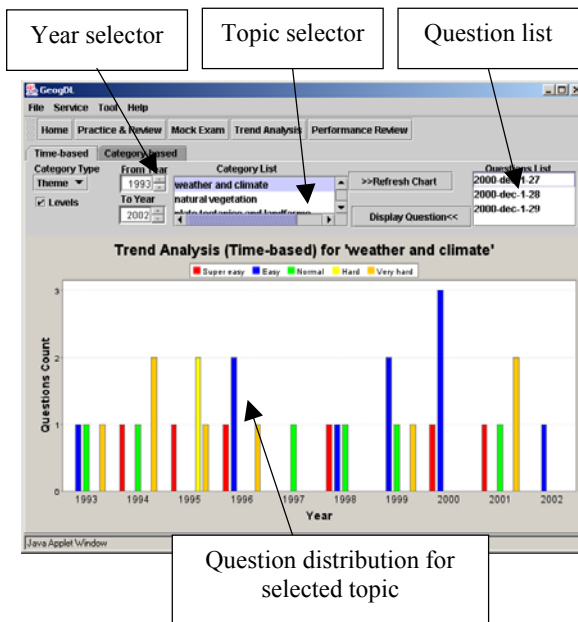 Year selector
Topic selector
Question list
GeogDL
File Service Tool Help
Home Practice & Review Mock Exam Trend Analysis Performance Review
Time-based Category-based
Category Type From Year Category List Questions List
Theme 1993 weather and climate >>Refresh Chart 2000-dec-1-27
natural vegetation 2000-dec-1-28
Levels To Year plate tectonics and landforms 2000-dec-1-29
2002 Display Question<<
Trend Analysis (Time-based) for 'weather and climate'
Super easy Easy Normal Hard Very hard
3
2
1
0
Questions Count
1993 1994 1995 1996 1997 1998 1999 2000 2001 2002
Year
Java Applet Window
Question distribution for
selected topic